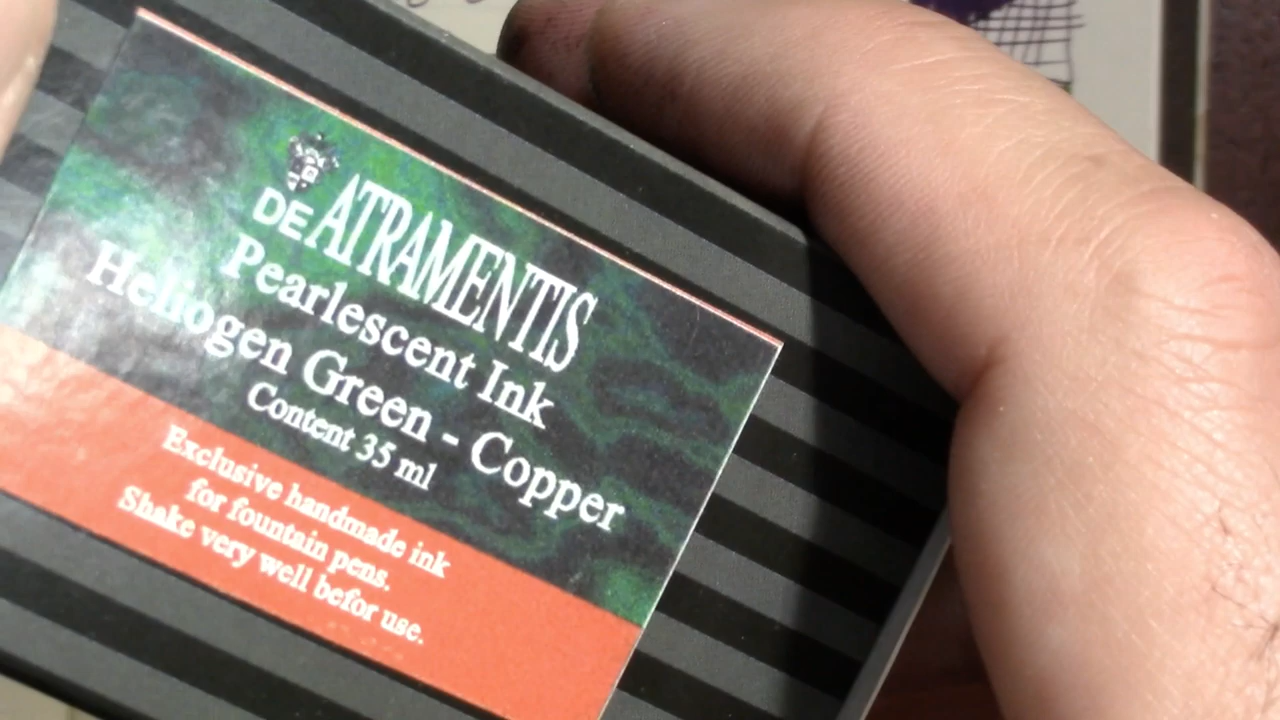 DE ATRAMENTIS
Pearlescent Ink
Heliogen Green - Copper
Content 35 ml
Exclusive handmade ink
for fountain pens.
Shake very well befor use.